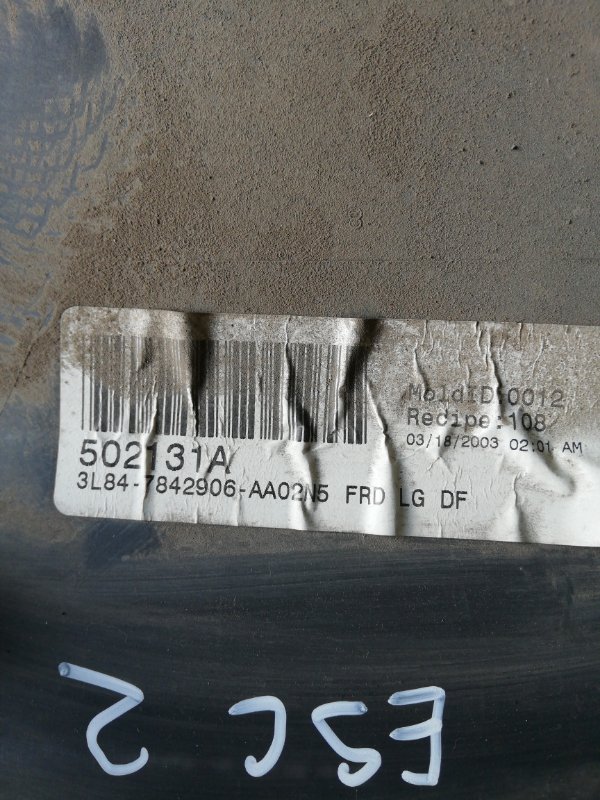 MoldID:0012
Recipe:108
03/18/2003 02:01 AM
502131A
3L84-7842906-AA02N5 FRD LG DF
ESC 2